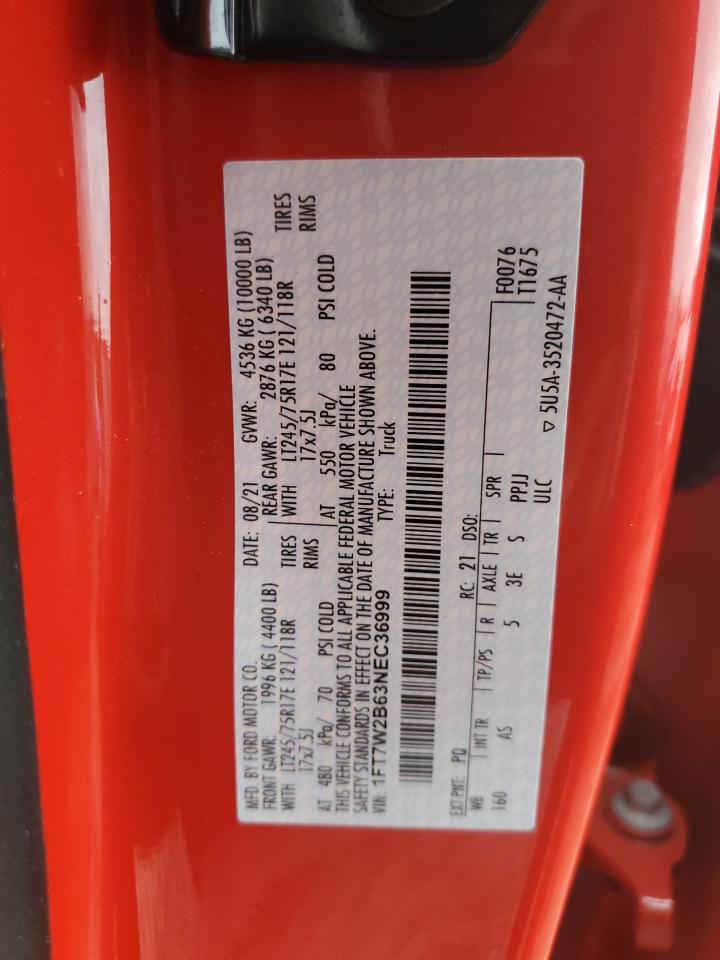 MFD. BY FORD MOTOR CO.
DATE: 08/21 GVWR: 4536 KG (10000 LB)
FRONT GAWR: 1996 KG ( 4400 LB) REAR GAWR: 2876 KG ( 6340 LB)
WITH LT245/75R17E 121/118R TIRES WITH LT245/75R17E 121/118R TIRES
17x7.5J RIMS 17x7.5J RIMS
AT 480 kPa/ 70 PSI COLD AT 550 kPa/ 80 PSI COLD
THIS VEHICLE CONFORMS TO ALL APPLICABLE FEDERAL MOTOR VEHICLE
SAFETY STANDARDS IN EFFECT ON THE DATE OF MANUFACTURE SHOWN ABOVE.
VIN: 1FT7W2B63NEC36999 TYPE: Truck
EXT PNT: PQ RC: 21 DSO: F0076
WB INT TR TP/PS R AXLE TR SPR T1675
160 AS 5 3E S PPJJ
ULC ▽ 5U5A-3520472-AA